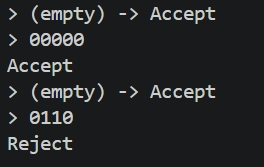 > (empty) -> Accept
> 00000
Accept
> (empty) -> Accept
> 0110
Reject